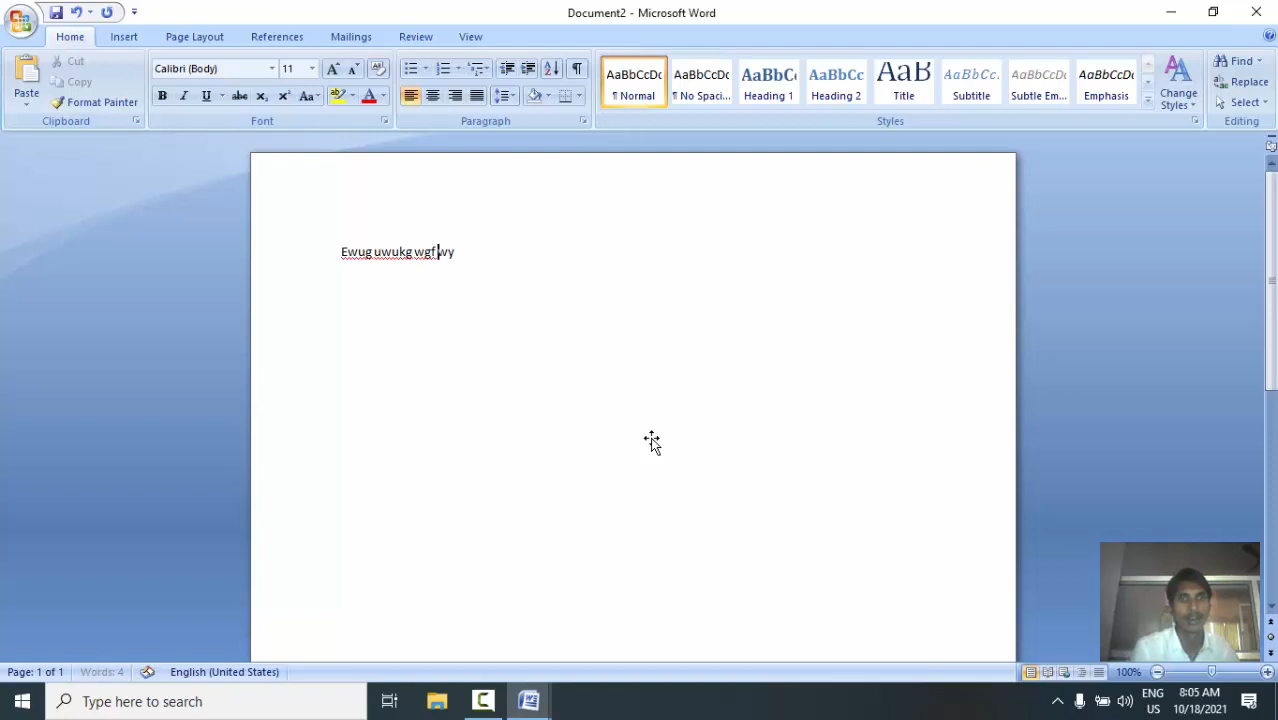 Document2 - Microsoft Word
Home Insert Page Layout References Mailings Review View
Paste
Cut
Copy
Format Painter
Clipboard
Calibri (Body) 11
Font
Paragraph
AaBbCcDc AaBbCcDc AaBbC AaBbCc AaB AaBbCc. AaBbCcDc AaBbCcDc
¶ Normal ¶ No Spaci... Heading 1 Heading 2 Title Subtitle Subtle Em... Emphasis
Change Styles
Styles
Find
Replace
Select
Editing
Ewug uwukg wgf wy
Page: 1 of 1 Words: 4 English (United States) 100%
Type here to search
ENG
US
8:05 AM
10/18/2021